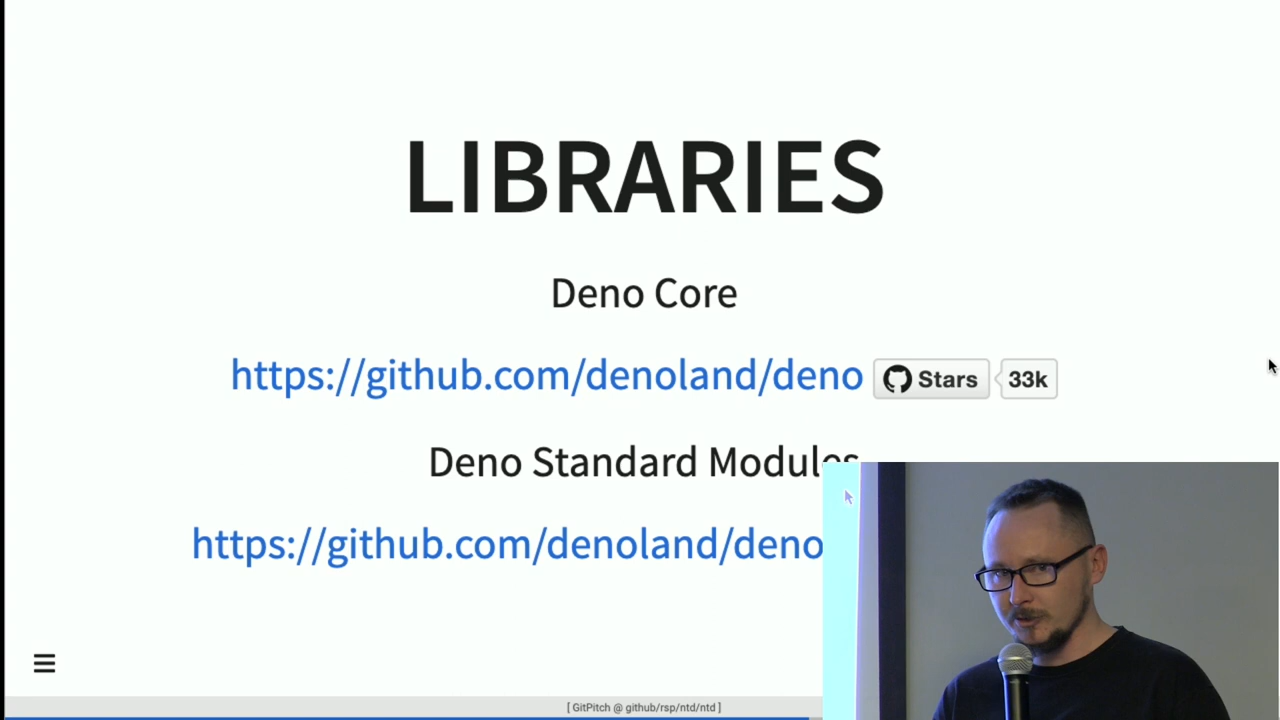 LIBRARIES
Deno Core
https://github.com/denoland/deno Stars 33k
Deno Standard Modules
https://github.com/denoland/deno
[ GitPitch @ github/rsp/ntd/ntd ]